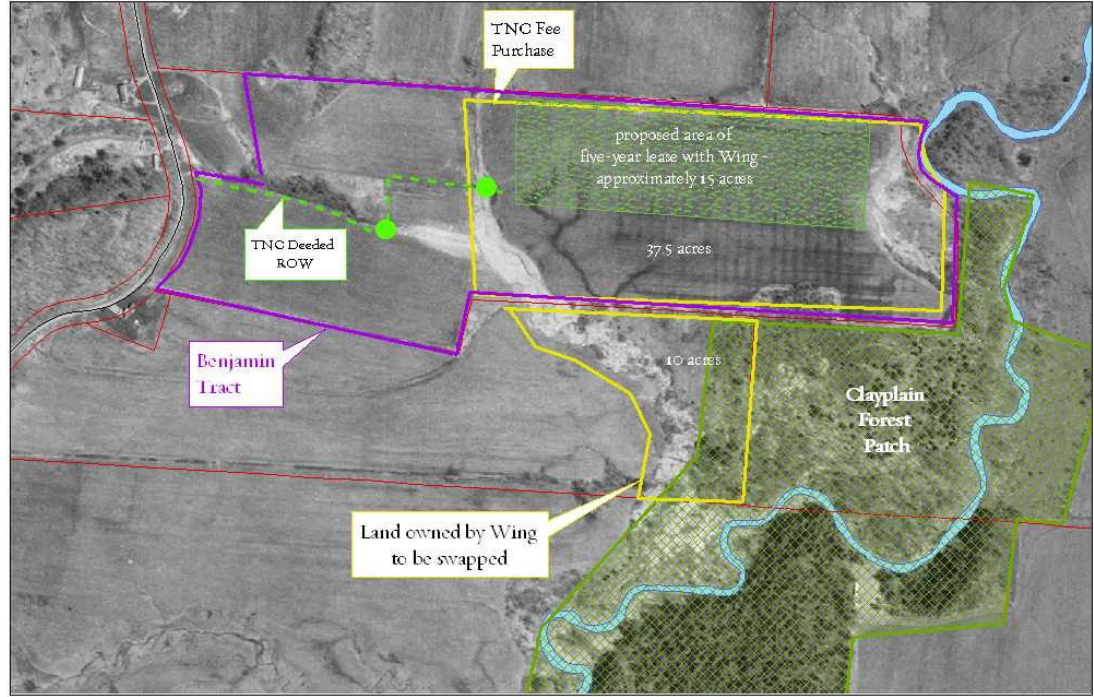 TNC Fee
Purchase
proposed area of
five-year lease with Wing -
approximately 15 acres
TNC Deeded
ROW
37.5 acres
Benjamin
Tract
10 acres
Clayplain
Forest
Patch
Land owned by Wing
to be swapped